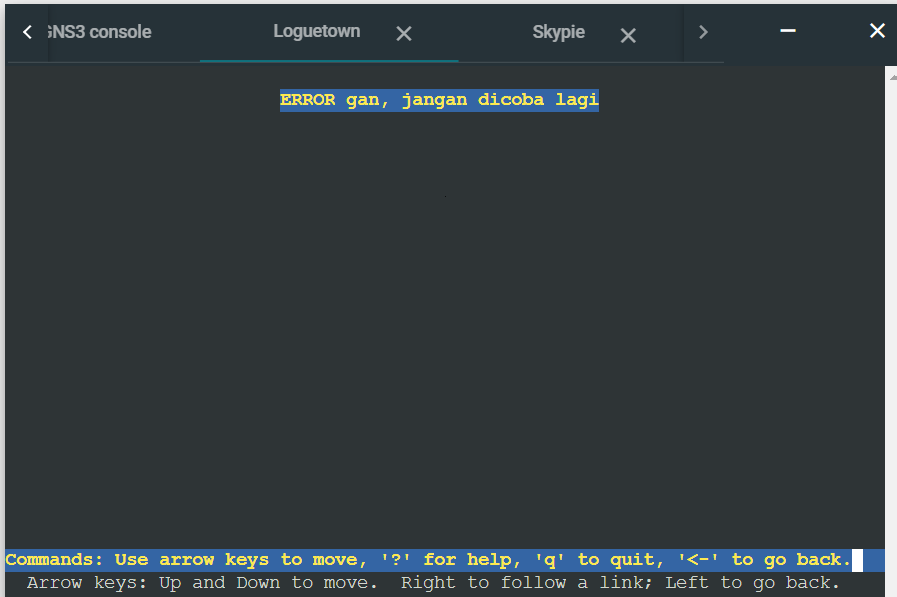 GNS3 console
Loguetown
Skypie
ERROR gan, jangan dicoba lagi
Commands: Use arrow keys to move, '?' for help, 'q' to quit, '<-' to go back.
Arrow keys: Up and Down to move.  Right to follow a link; Left to go back.